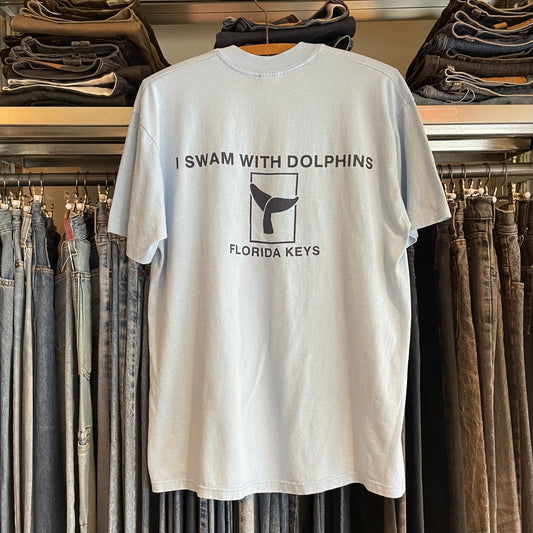 I SWAM WITH DOLPHINS
FLORIDA KEYS